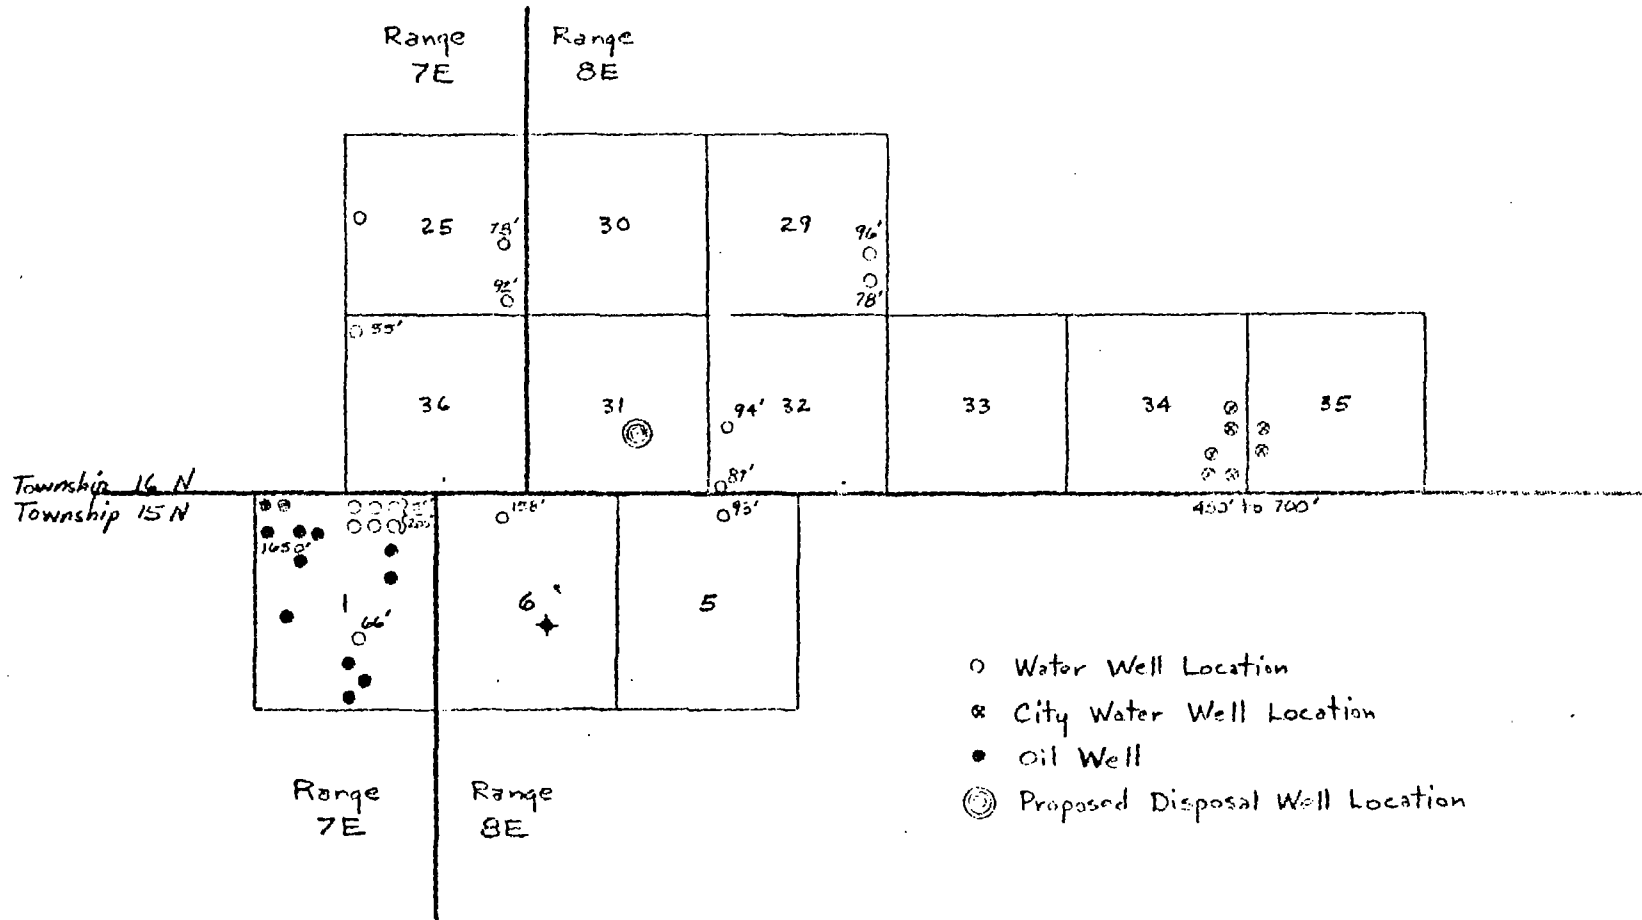 Range Range
7E 8E
25 78' 30 29 96'
92' 78'
55'
36 31 94' 32 33 34 35
87'
Township 16 N
Township 15 N
158' 93' 450' to 700'
1650'
1 6 5
66'
○ Water Well Location
⊗ City Water Well Location
● Oil Well
◎ Proposed Disposal Well Location
Range Range
7E 8E